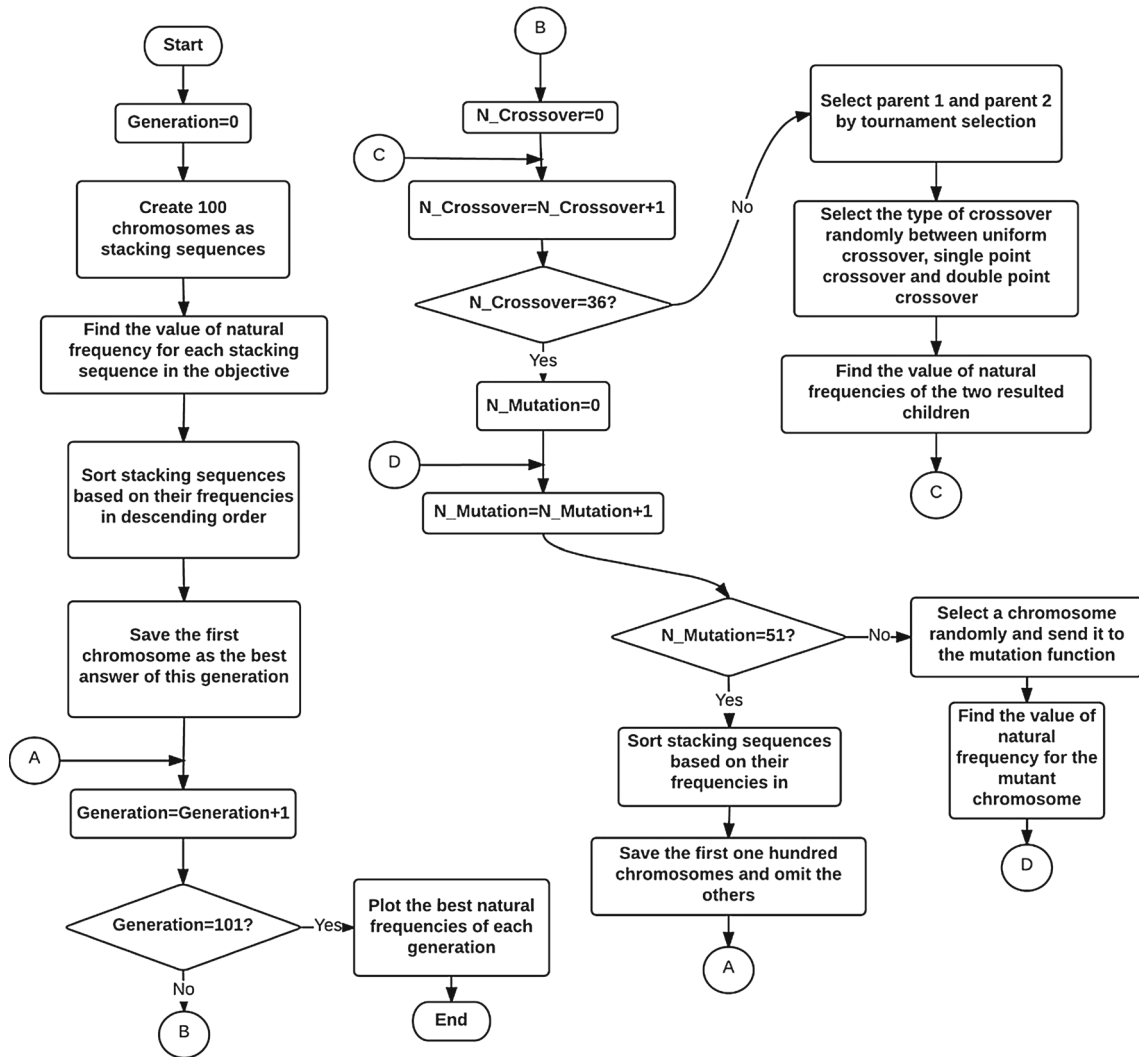 Start
Generation=0
Create 100
chromosomes as
stacking sequences
Find the value of natural
frequency for each stacking
sequence in the objective
Sort stacking sequences
based on their frequencies
in descending order
Save the first
chromosome as the best
answer of this generation
A
Generation=Generation+1
Generation=101?
Yes
Plot the best natural
frequencies of each
generation
End
No
B
B
N_Crossover=0
C
N_Crossover=N_Crossover+1
N_Crossover=36?
No
Select parent 1 and parent 2
by tournament selection
Select the type of crossover
randomly between uniform
crossover, single point
crossover and double point
crossover
Find the value of natural
frequencies of the two resulted
children
C
Yes
N_Mutation=0
D
N_Mutation=N_Mutation+1
N_Mutation=51?
No
Select a chromosome
randomly and send it to
the mutation function
Find the value of
natural
frequency for the
mutant
chromosome
D
Yes
Sort stacking sequences
based on their
frequencies in
Save the first one hundred
chromosomes and omit the
others
A